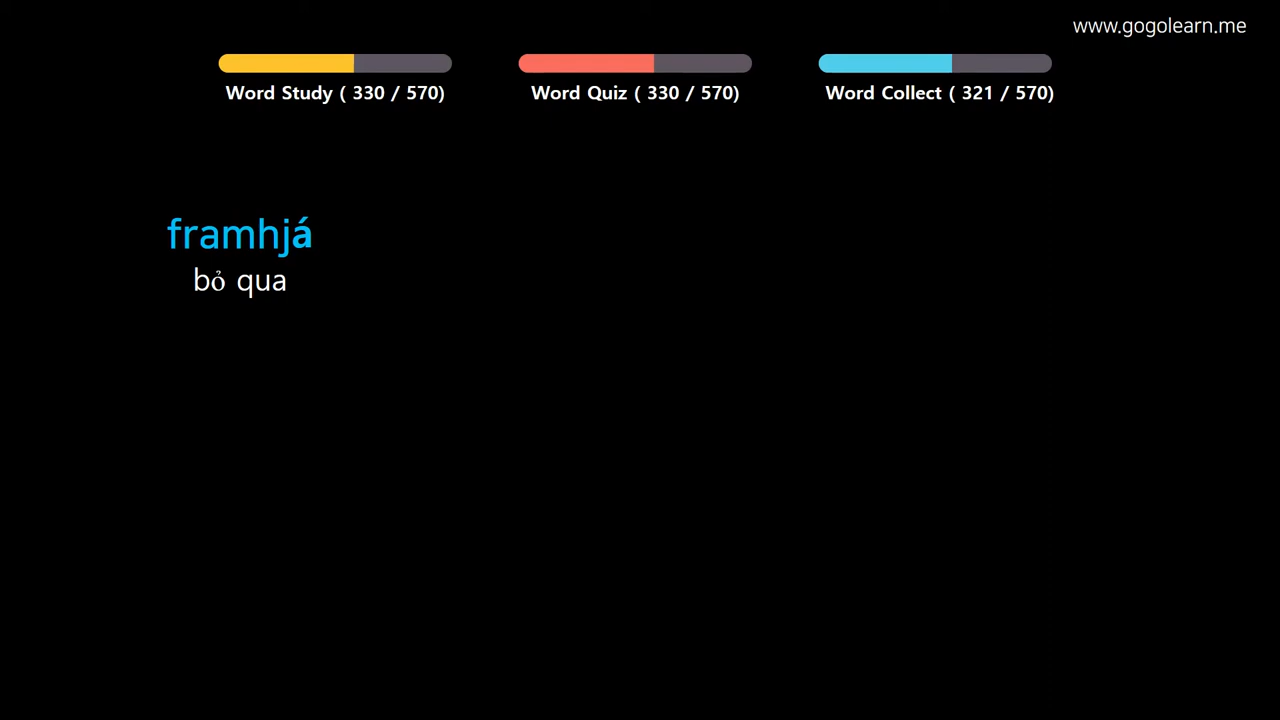 www.gogolearn.me
Word Study ( 330 / 570)
Word Quiz ( 330 / 570)
Word Collect ( 321 / 570)
framhjá
bỏ qua